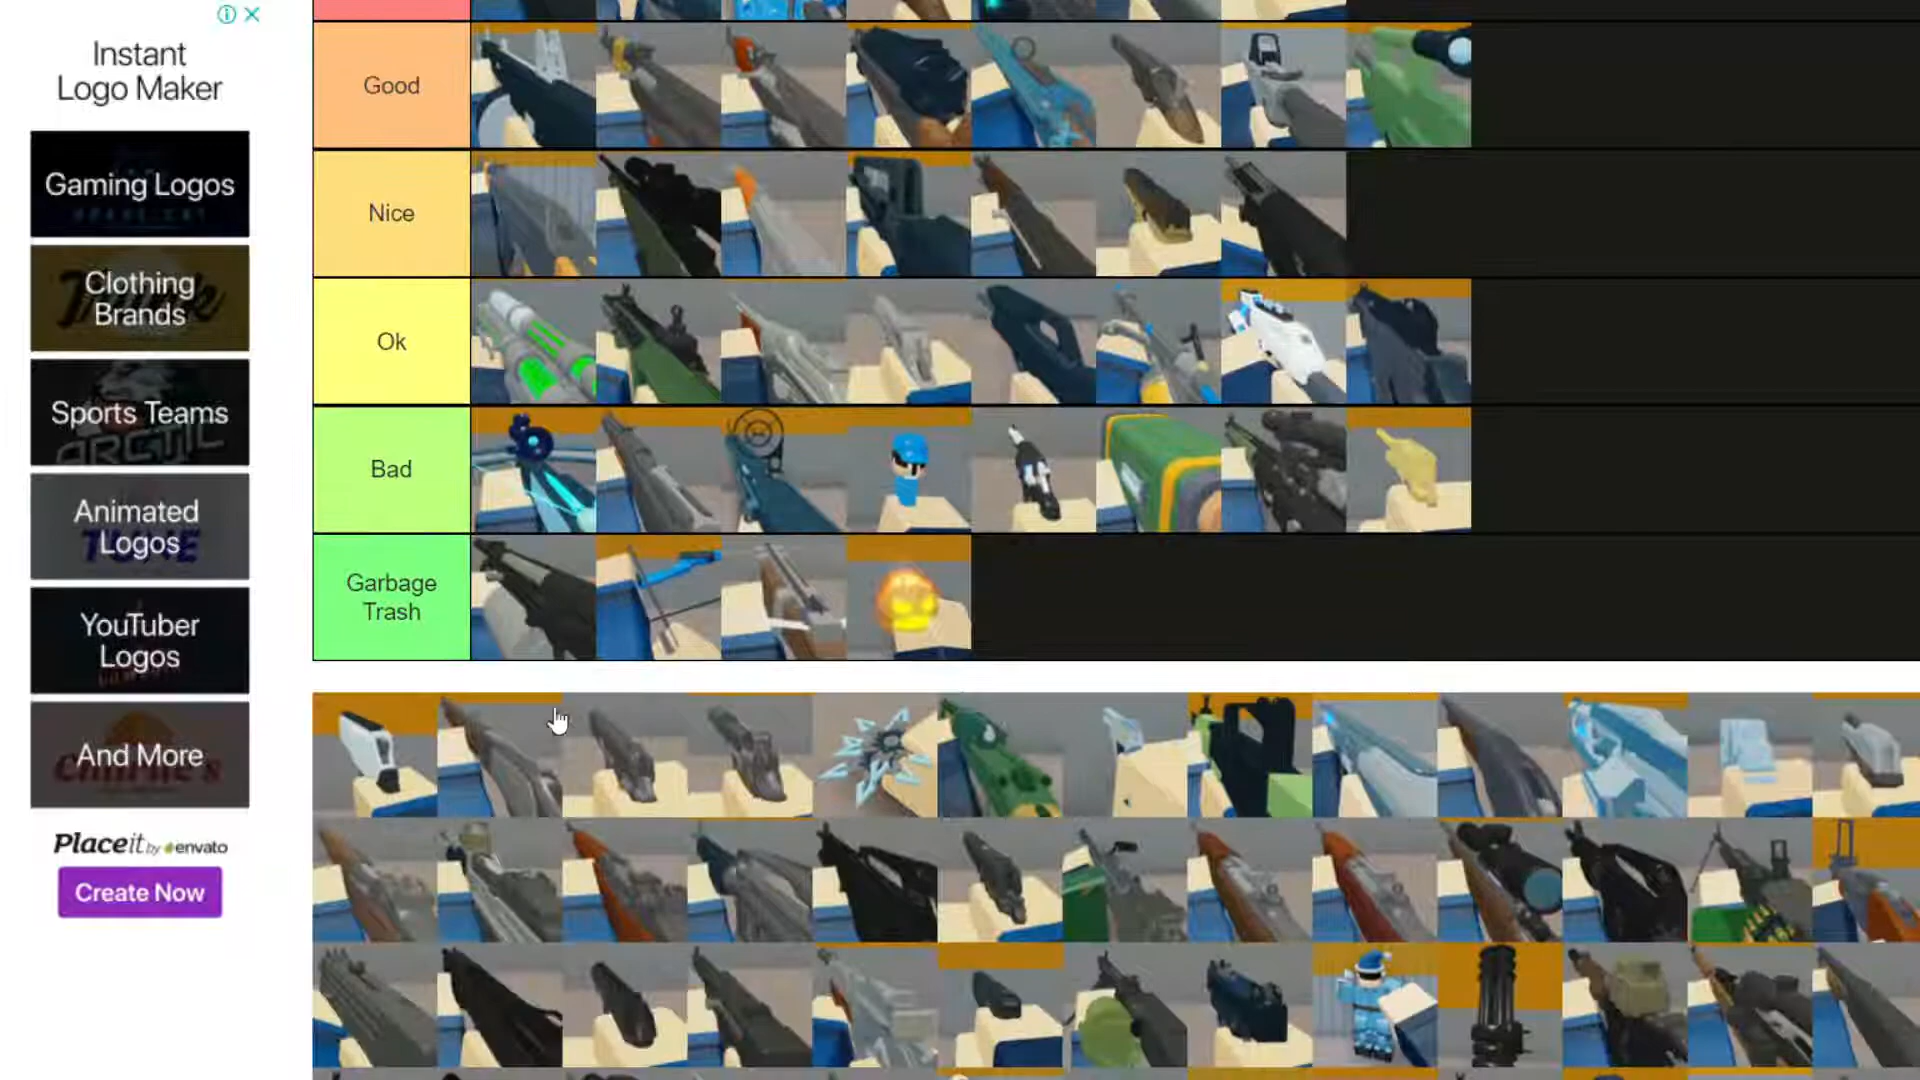 Instant
Logo Maker
Gaming Logos
Clothing
Brands
Sports Teams
ARCTIC
Animated
Logos
YouTuber
Logos
And More
Placeit by envato
Create Now
Good
Nice
Ok
Bad
Garbage
Trash